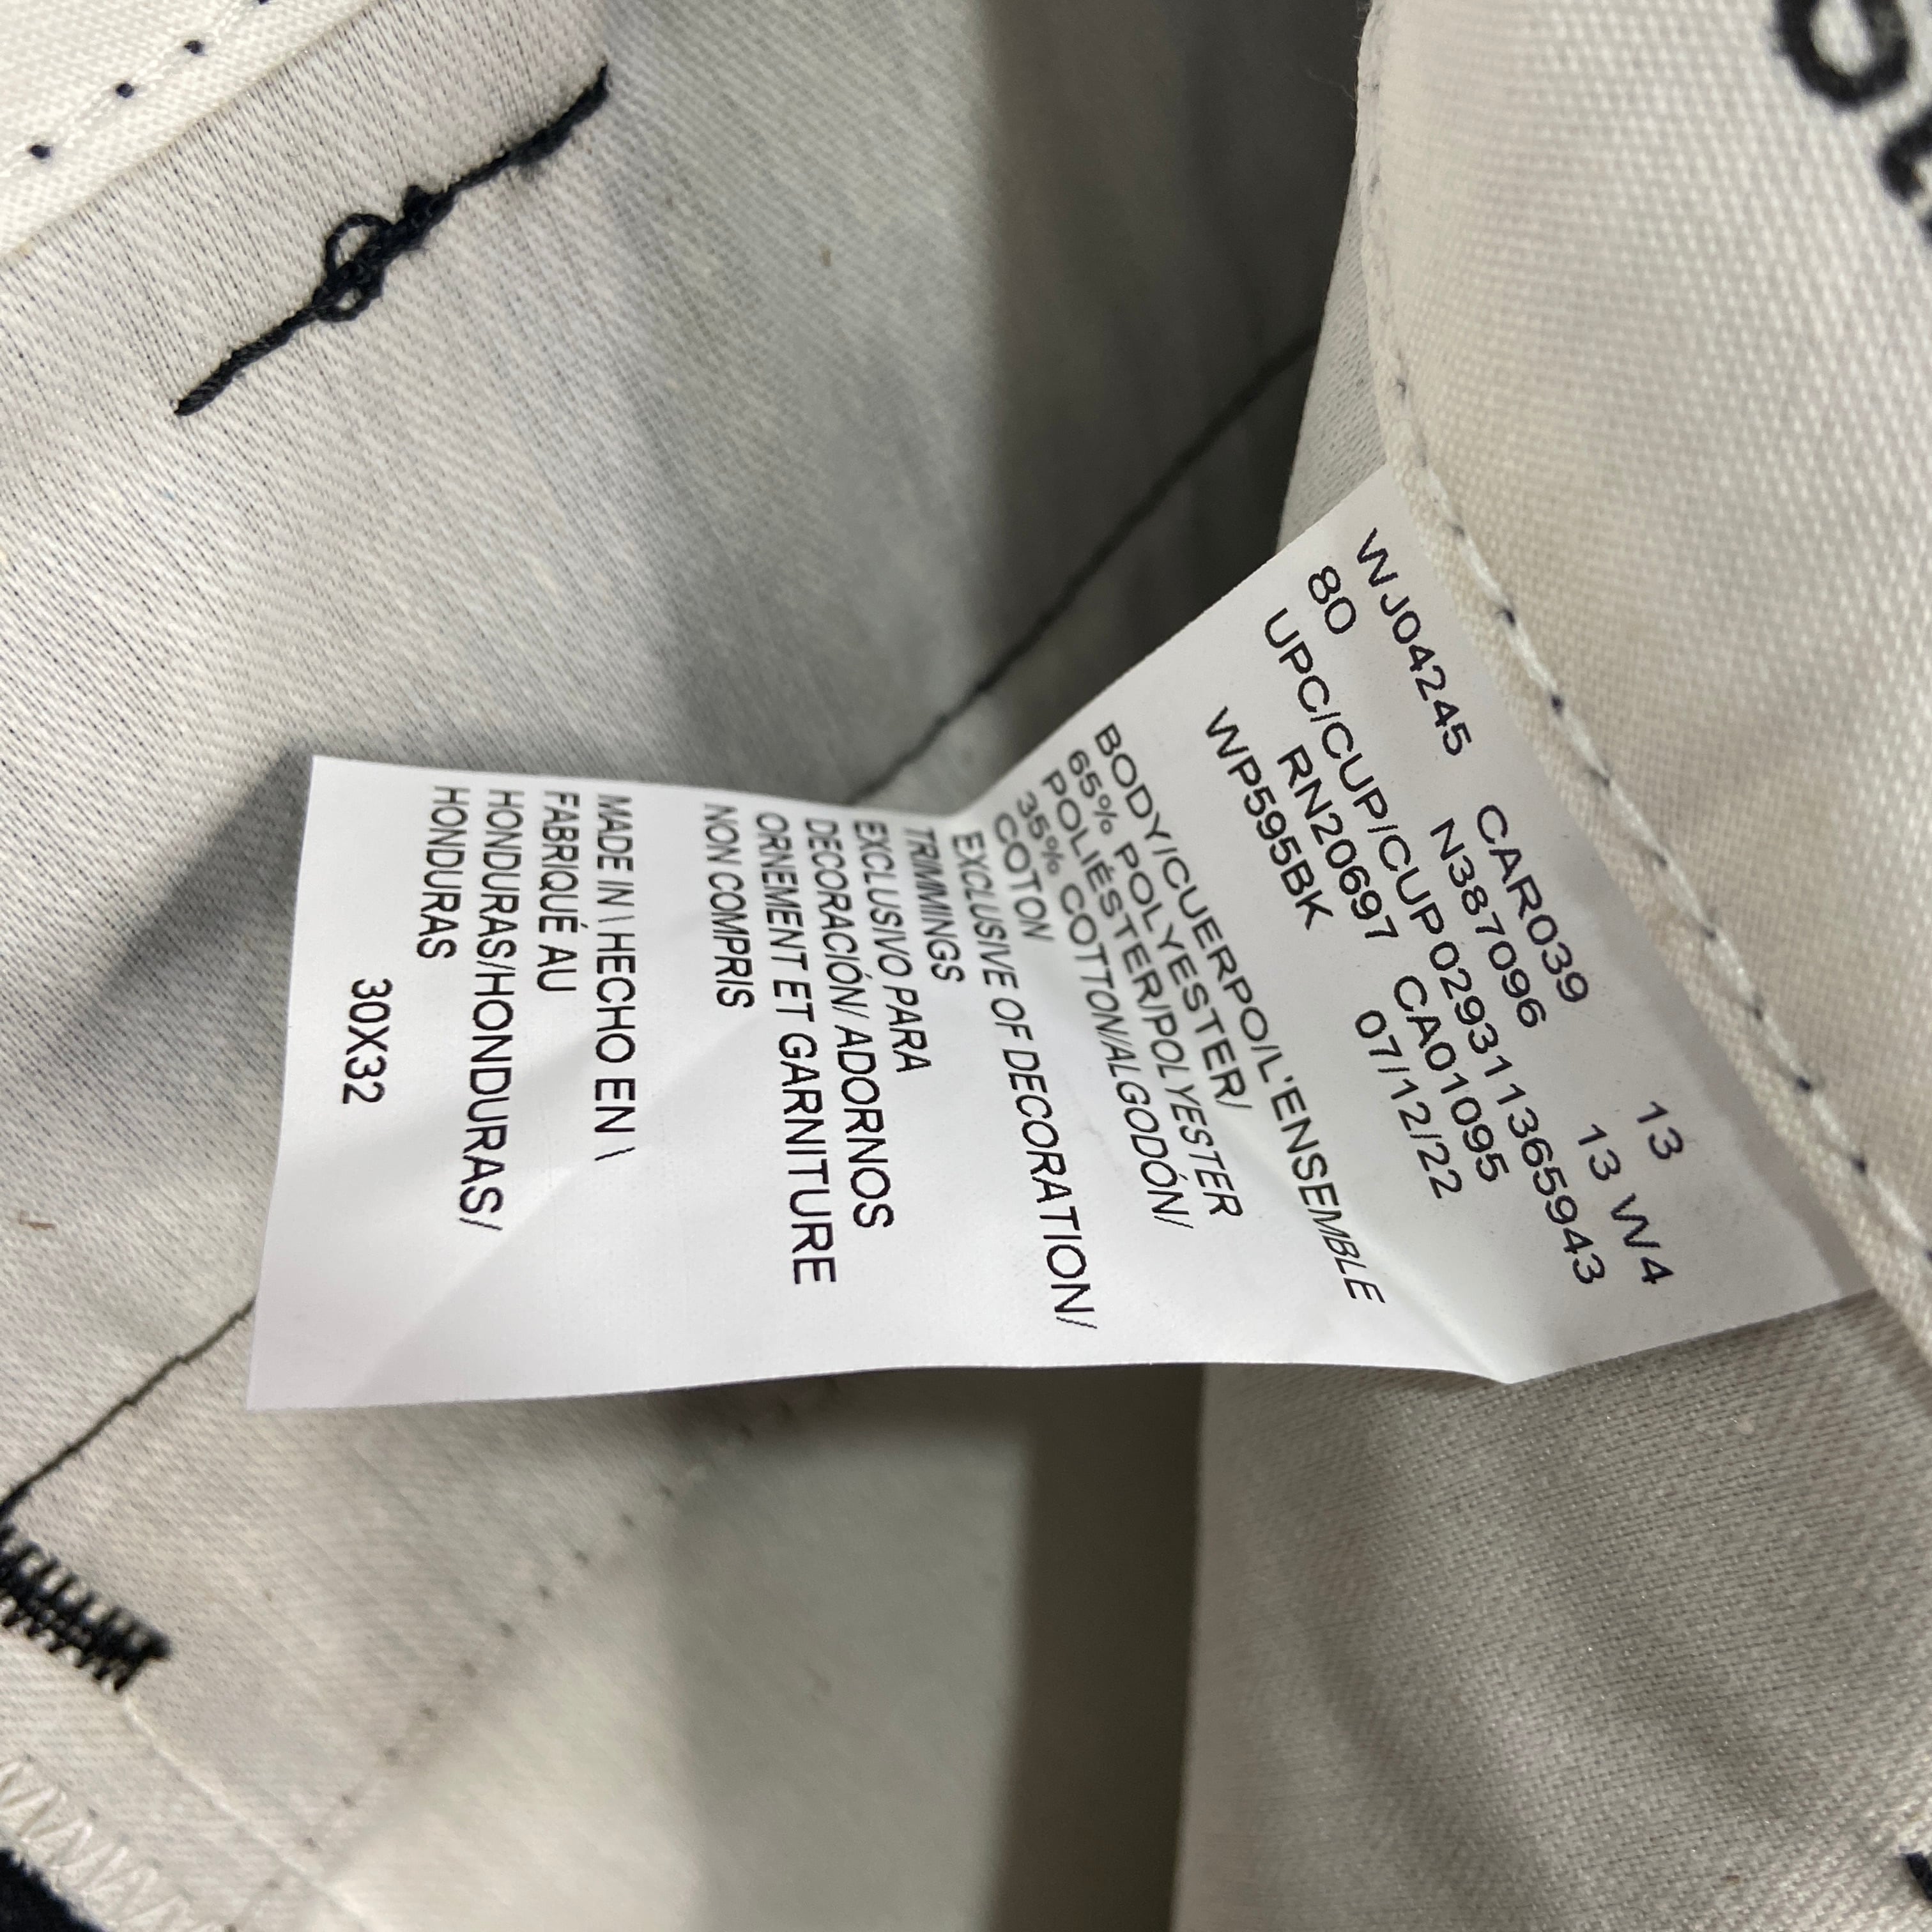 WJ04245 CAR039 13
80 N387096 13 W4
UPC/CUP/CUP 029311365943
RN20697 CA01095
WP595BK 07/12/22
BODY/CUERPO/L'ENSEMBLE
65% POLYESTER/
POLIÉSTER/POLYESTER
35% COTTON/ALGODÓN/
COTON
EXCLUSIVE OF DECORATION/
TRIMMINGS
EXCLUSIVO PARA
DECORACIÓN/ ADORNOS
ORNEMENT ET GARNITURE
NON COMPRIS
MADE IN \ HECHO EN \
FABRIQUÉ AU
HONDURAS/HONDURAS/
HONDURAS
30X32